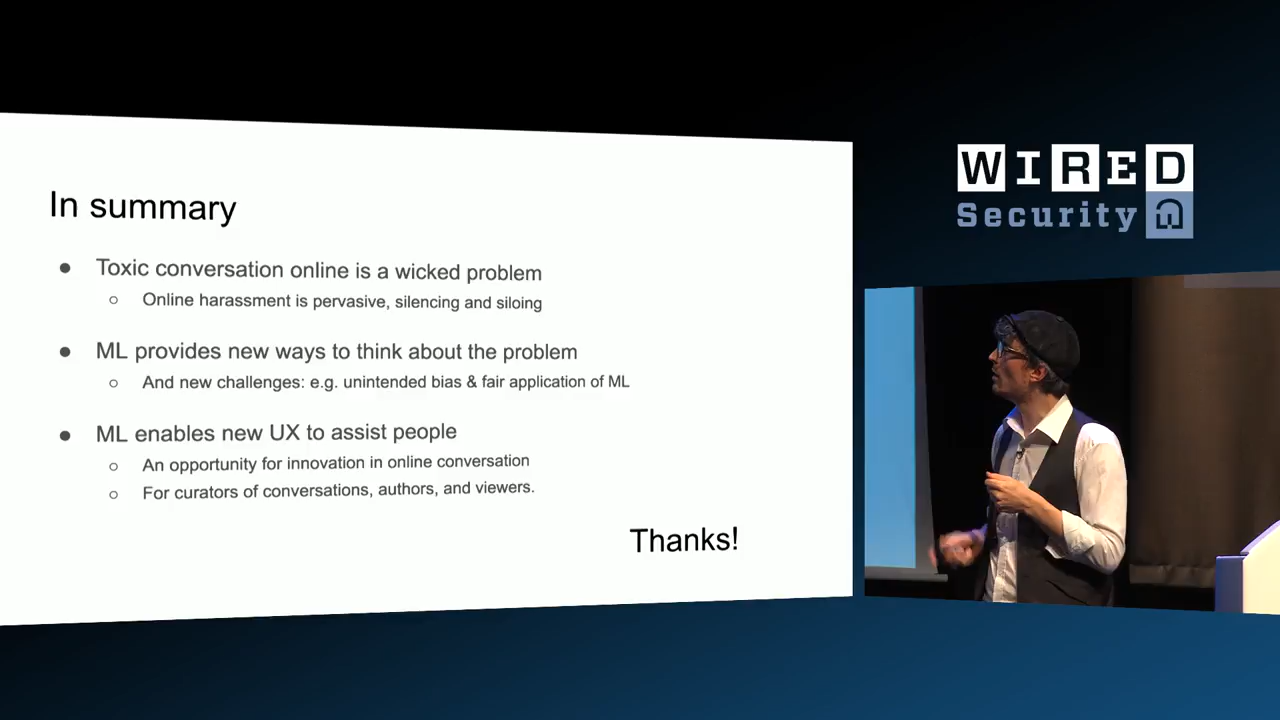 In summary
● Toxic conversation online is a wicked problem
○ Online harassment is pervasive, silencing and siloing
● ML provides new ways to think about the problem
○ And new challenges: e.g. unintended bias & fair application of ML
● ML enables new UX to assist people
○ An opportunity for innovation in online conversation
○ For curators of conversations, authors, and viewers.
Thanks!
WIRED
Security